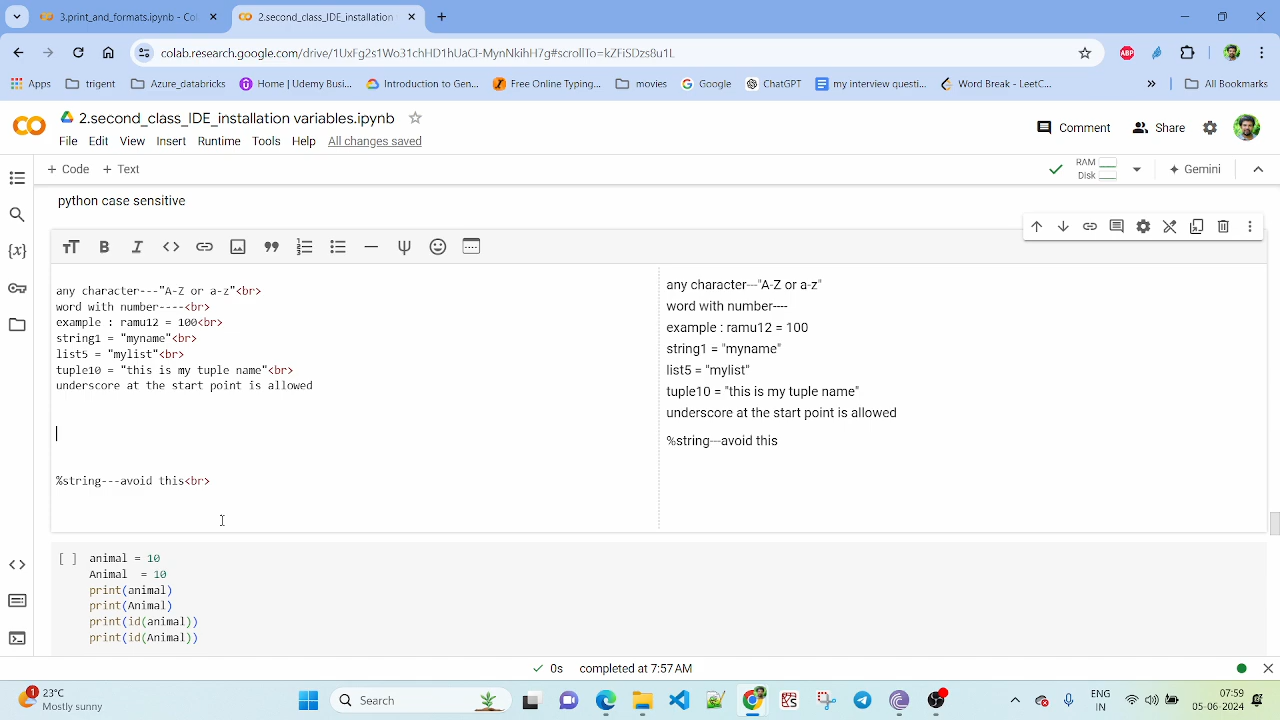 3.print_and_formats.ipynb - Col
2.second_class_IDE_installation
colab.research.google.com/drive/1UxFg2s1Wo31chHD1hUaCI-MynNkihH7g#scrollTo=kZFiSDzs8u1L
ABP
Apps
trigent
Azure_databricks
Home | Udemy Busi...
Introduction to Gen...
Free Online Typing...
movies
Google
ChatGPT
my interview questi...
Word Break - LeetC...
All Bookmarks
2.second_class_IDE_installation variables.ipynb
Comment
Share
File Edit View Insert Runtime Tools Help All changes saved
+ Code + Text
RAM
Disk
Gemini
python case sensitive
any character---"A-Z or a-z"<br>
word with number----<br>
example : ramu12 = 100<br>
string1 = "myname"<br>
list5 = "mylist"<br>
tuple10 = "this is my tuple name"<br>
underscore at the start point is allowed
%string---avoid this<br>
any character---"A-Z or a-z"
word with number----
example : ramu12 = 100
string1 = "myname"
list5 = "mylist"
tuple10 = "this is my tuple name"
underscore at the start point is allowed
%string---avoid this
[ ] animal = 10
Animal  = 10
print(animal)
print(Animal)
print(id(animal))
print(id(Animal))
0s completed at 7:57 AM
1
23°C
Mostly sunny
Search
ENG
IN
07:59
05-06-2024